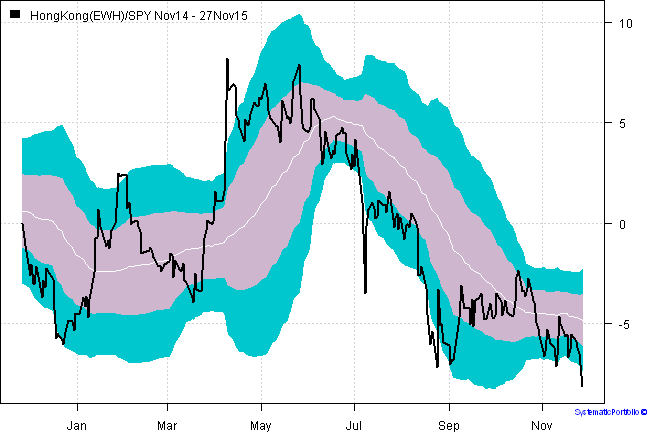 HongKong(EWH)/SPY Nov14 - 27Nov15
10
5
0
-5
Jan Mar May Jul Sep Nov
SystematicPortfolio ©